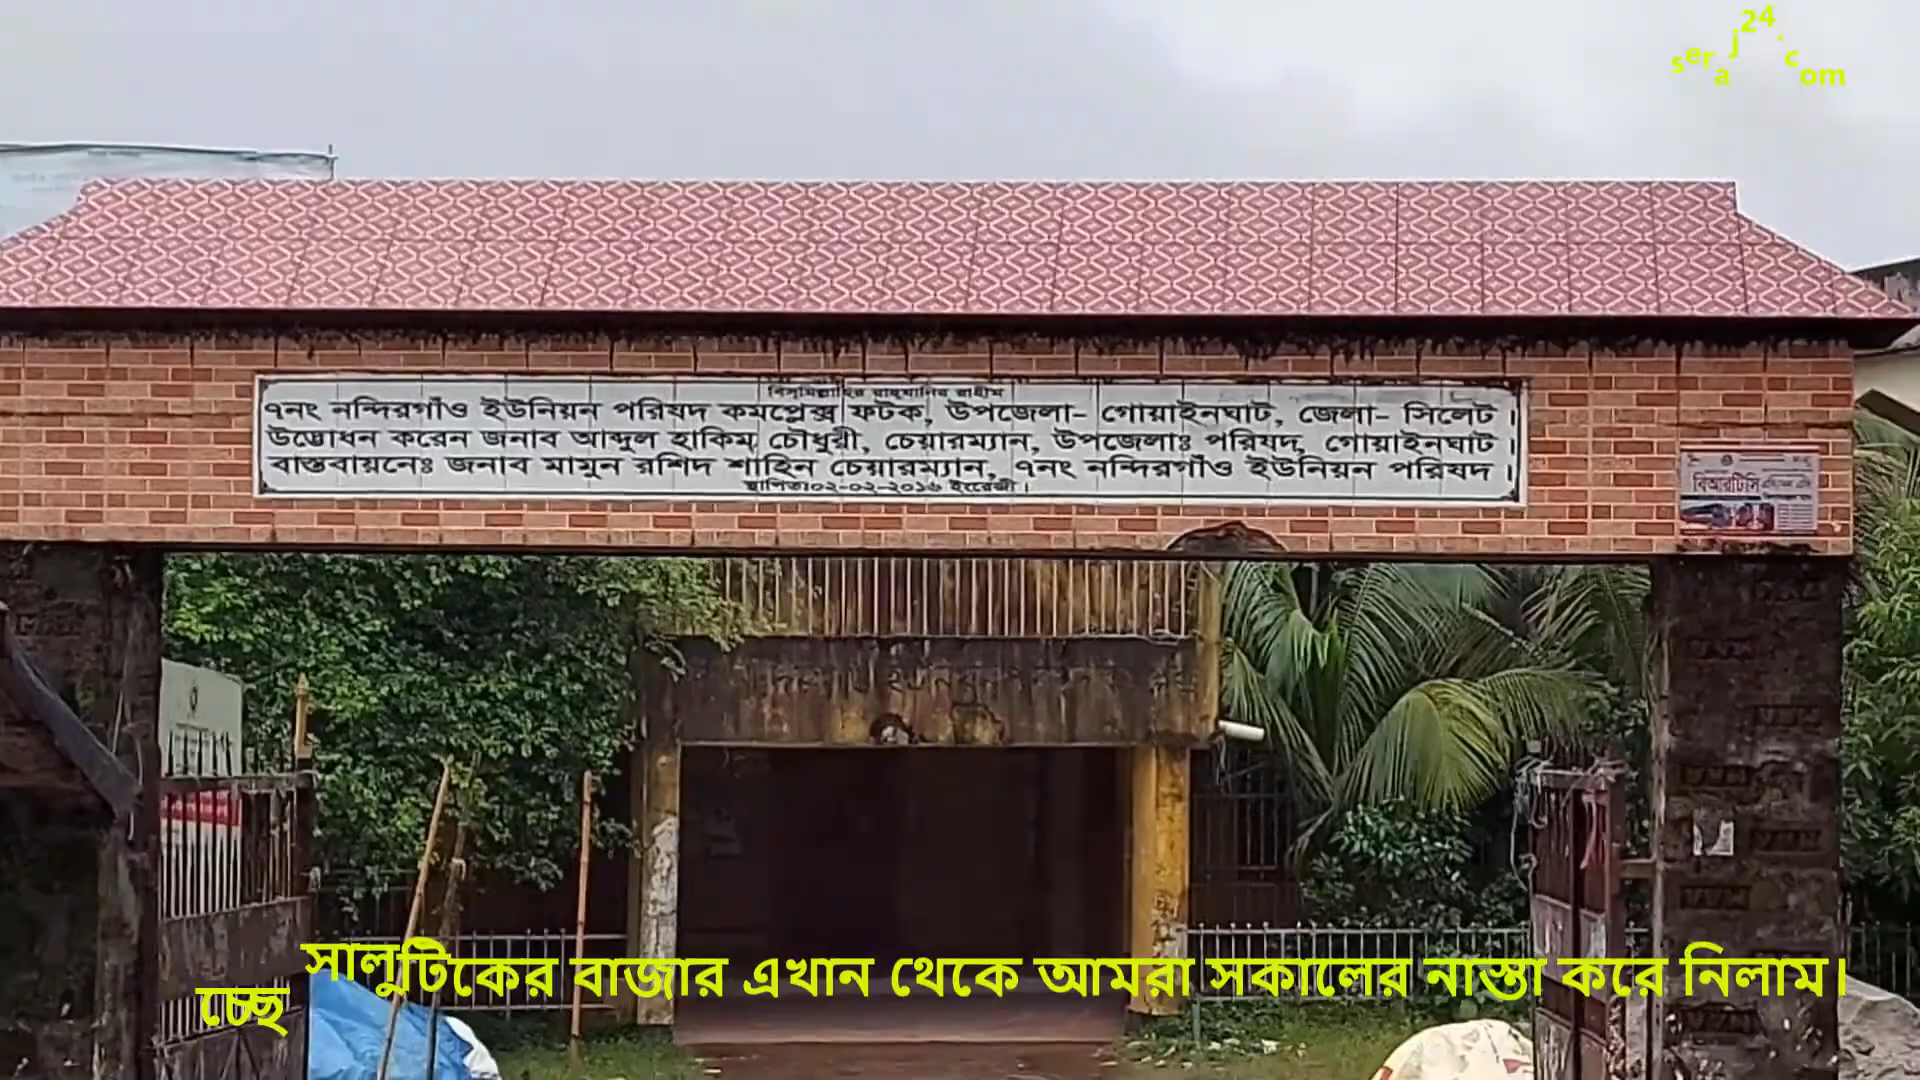 seraj24.com
বিসমিল্লাহির রাহমানির রাহীম
৭নং নন্দিরগাঁও ইউনিয়ন পরিষদ কমপ্লেক্স ফটক, উপজেলা- গোয়াইনঘাট, জেলা- সিলেট।
উদ্ভোধন করেন জনাব আব্দুল হাকিম চৌধুরী, চেয়ারম্যান, উপজেলাঃ পরিষদ, গোয়াইনঘাট।
বাস্তবায়নেঃ জনাব মামুন রশিদ শাহিন চেয়ারম্যান, ৭নং নন্দিরগাঁও ইউনিয়ন পরিষদ।
স্থাপিতঃ০২-০২-২০১৬ ইংরেজী।
বিআরটিসি
চ্ছে সালুটিকের বাজার এখান থেকে আমরা সকালের নাস্তা করে নিলাম।